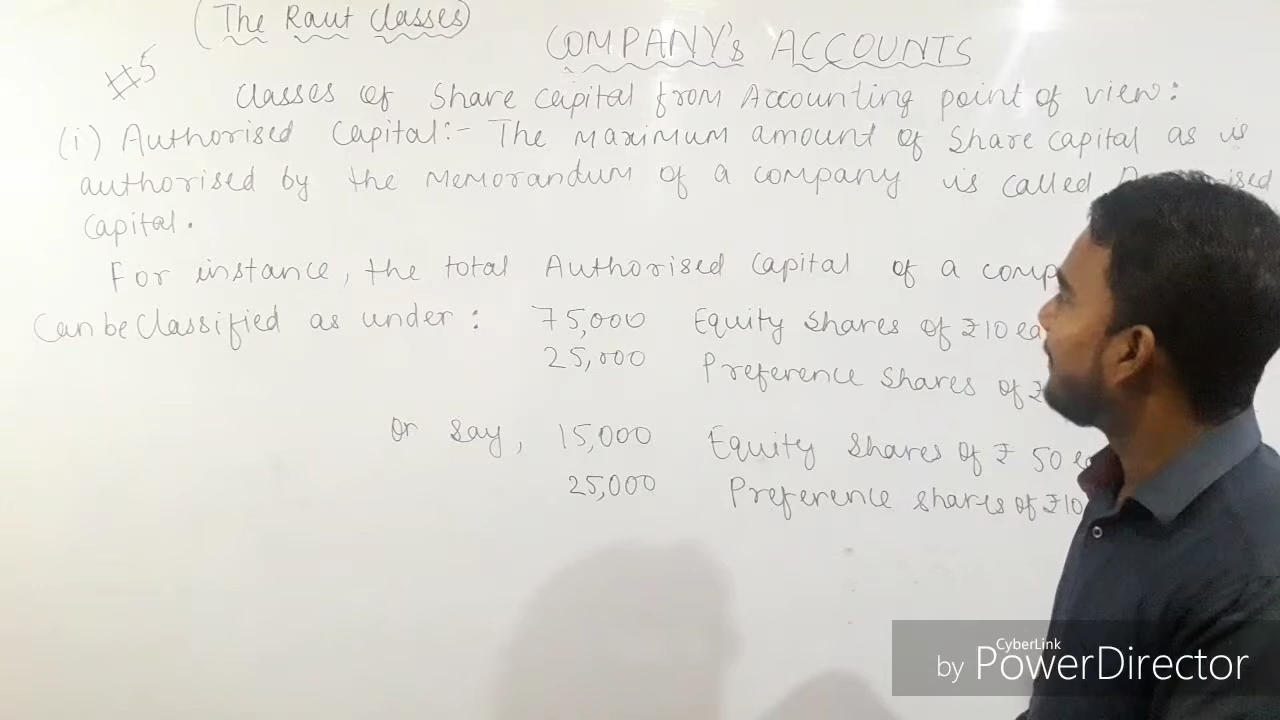 (The Raut Classes)
COMPANY's ACCOUNTS
#5
Classes of Share Capital from Accounting point of view:
(i) Authorised Capital:- The Maximum amount of Share Capital as is
authorised by the Memorandum of a company is called
Capital.
For instance, the total Authorised Capital of a
Can be Classified as under: 75,000 Equity Shares of ₹10
25,000 Preference Shares of ₹
or say, 15,000 Equity Shares of ₹ 50
25,000 Preference Shares of ₹10
CyberLink
by PowerDirector